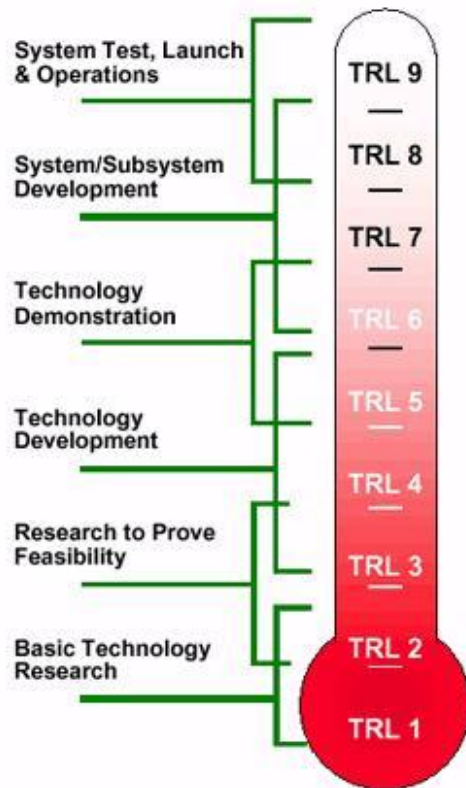 System Test, Launch
& Operations
System/Subsystem
Development
Technology
Demonstration
Technology
Development
Research to Prove
Feasibility
Basic Technology
Research
TRL 9
TRL 8
TRL 7
TRL 6
TRL 5
TRL 4
TRL 3
TRL 2
TRL 1